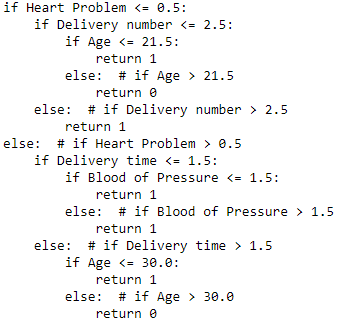 if Heart Problem <= 0.5:
    if Delivery number <= 2.5:
        if Age <= 21.5:
            return 1
        else:  # if Age > 21.5
            return 0
    else:  # if Delivery number > 2.5
        return 1
else:  # if Heart Problem > 0.5
    if Delivery time <= 1.5:
        if Blood of Pressure <= 1.5:
            return 1
        else:  # if Blood of Pressure > 1.5
            return 1
    else:  # if Delivery time > 1.5
        if Age <= 30.0:
            return 1
        else:  # if Age > 30.0
            return 0